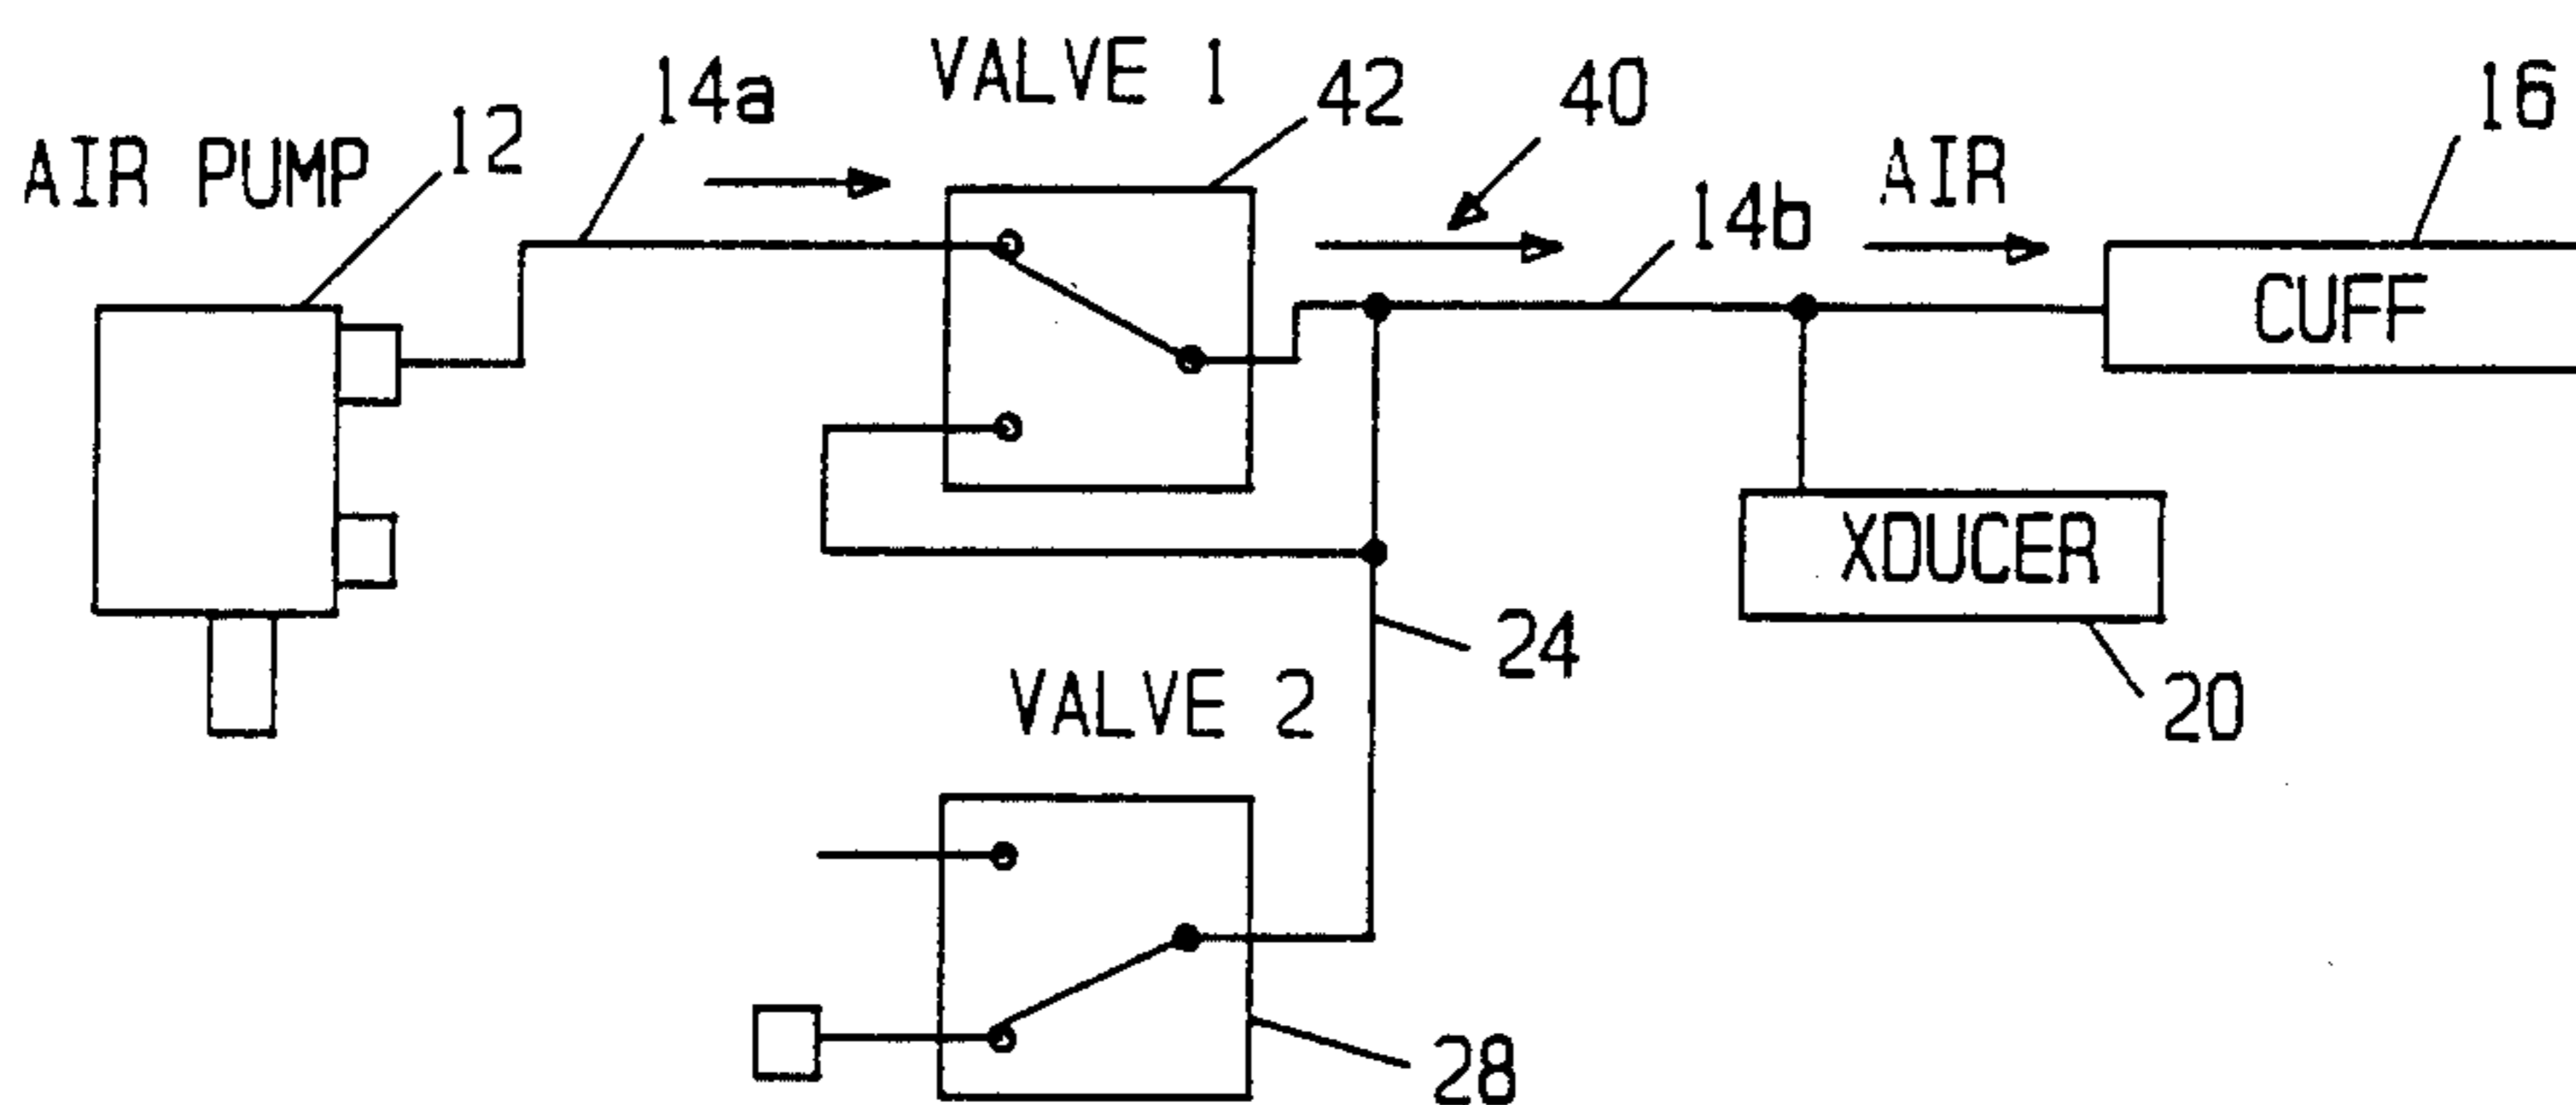 AIR PUMP
12
14a
VALVE 1
42
40
14b
AIR
16
CUFF
XDUCER
20
24
VALVE 2
28